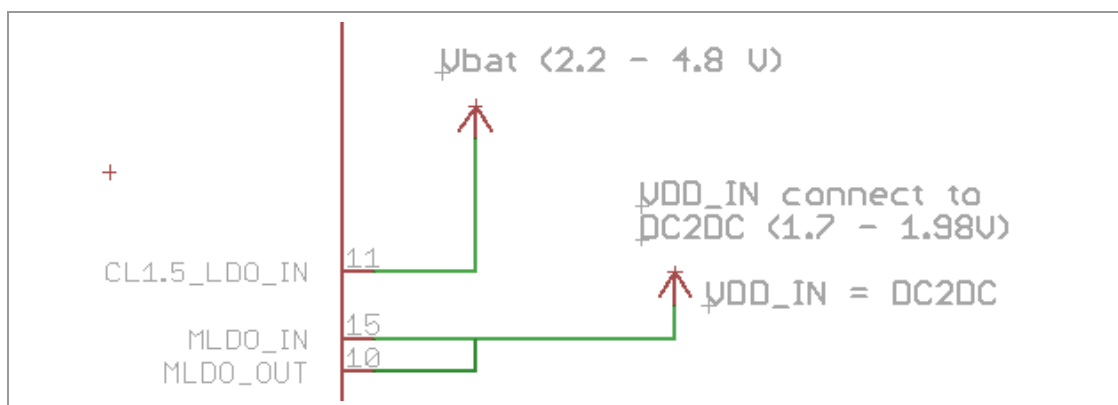 Vbat (2.2 - 4.8 V)
VDD_IN connect to
DC2DC (1.7 - 1.98V)
CL1.5_LDO_IN 11
VDD_IN = DC2DC
MLDO_IN 15
MLDO_OUT 10